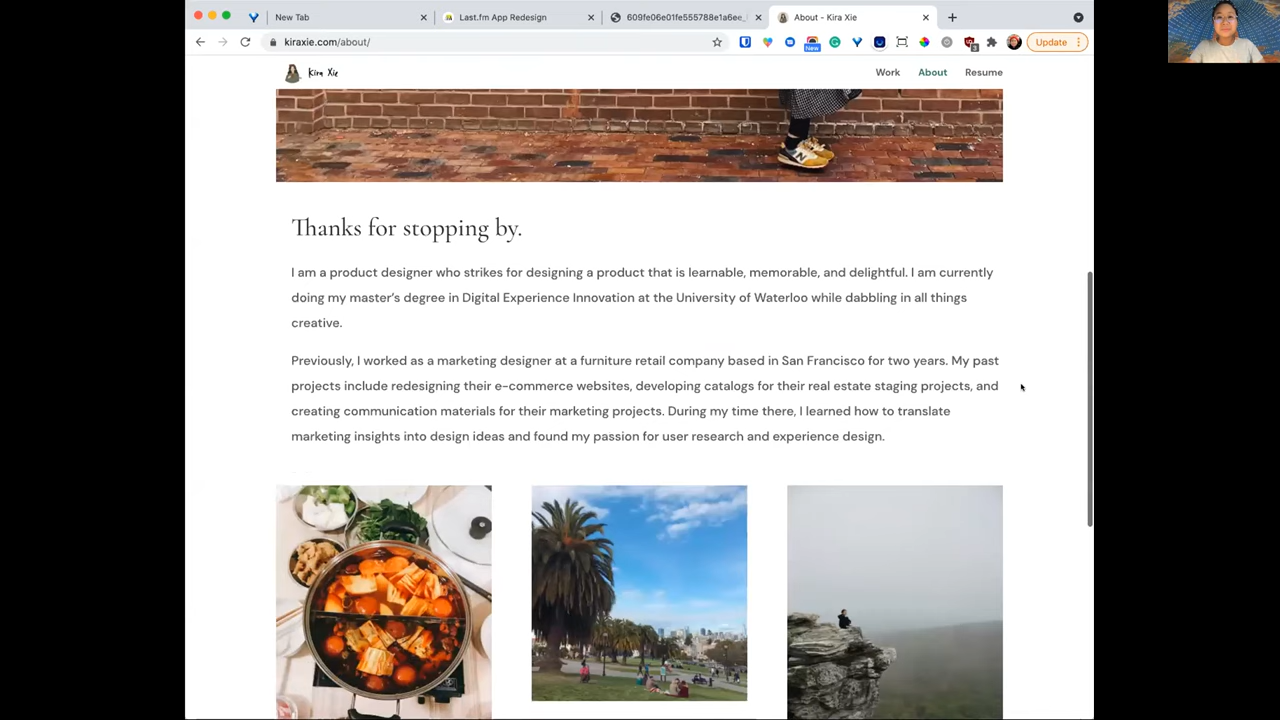 New Tab
Last.fm App Redesign
609fe06e01fe555788e1a6ee_
About - Kira Xie
kiraxie.com/about/
New
3
Update
Kira Xie
Work
About
Resume
Thanks for stopping by.
I am a product designer who strikes for designing a product that is learnable, memorable, and delightful. I am currently
doing my master's degree in Digital Experience Innovation at the University of Waterloo while dabbling in all things
creative.
Previously, I worked as a marketing designer at a furniture retail company based in San Francisco for two years. My past
projects include redesigning their e-commerce websites, developing catalogs for their real estate staging projects, and
creating communication materials for their marketing projects. During my time there, I learned how to translate
marketing insights into design ideas and found my passion for user research and experience design.